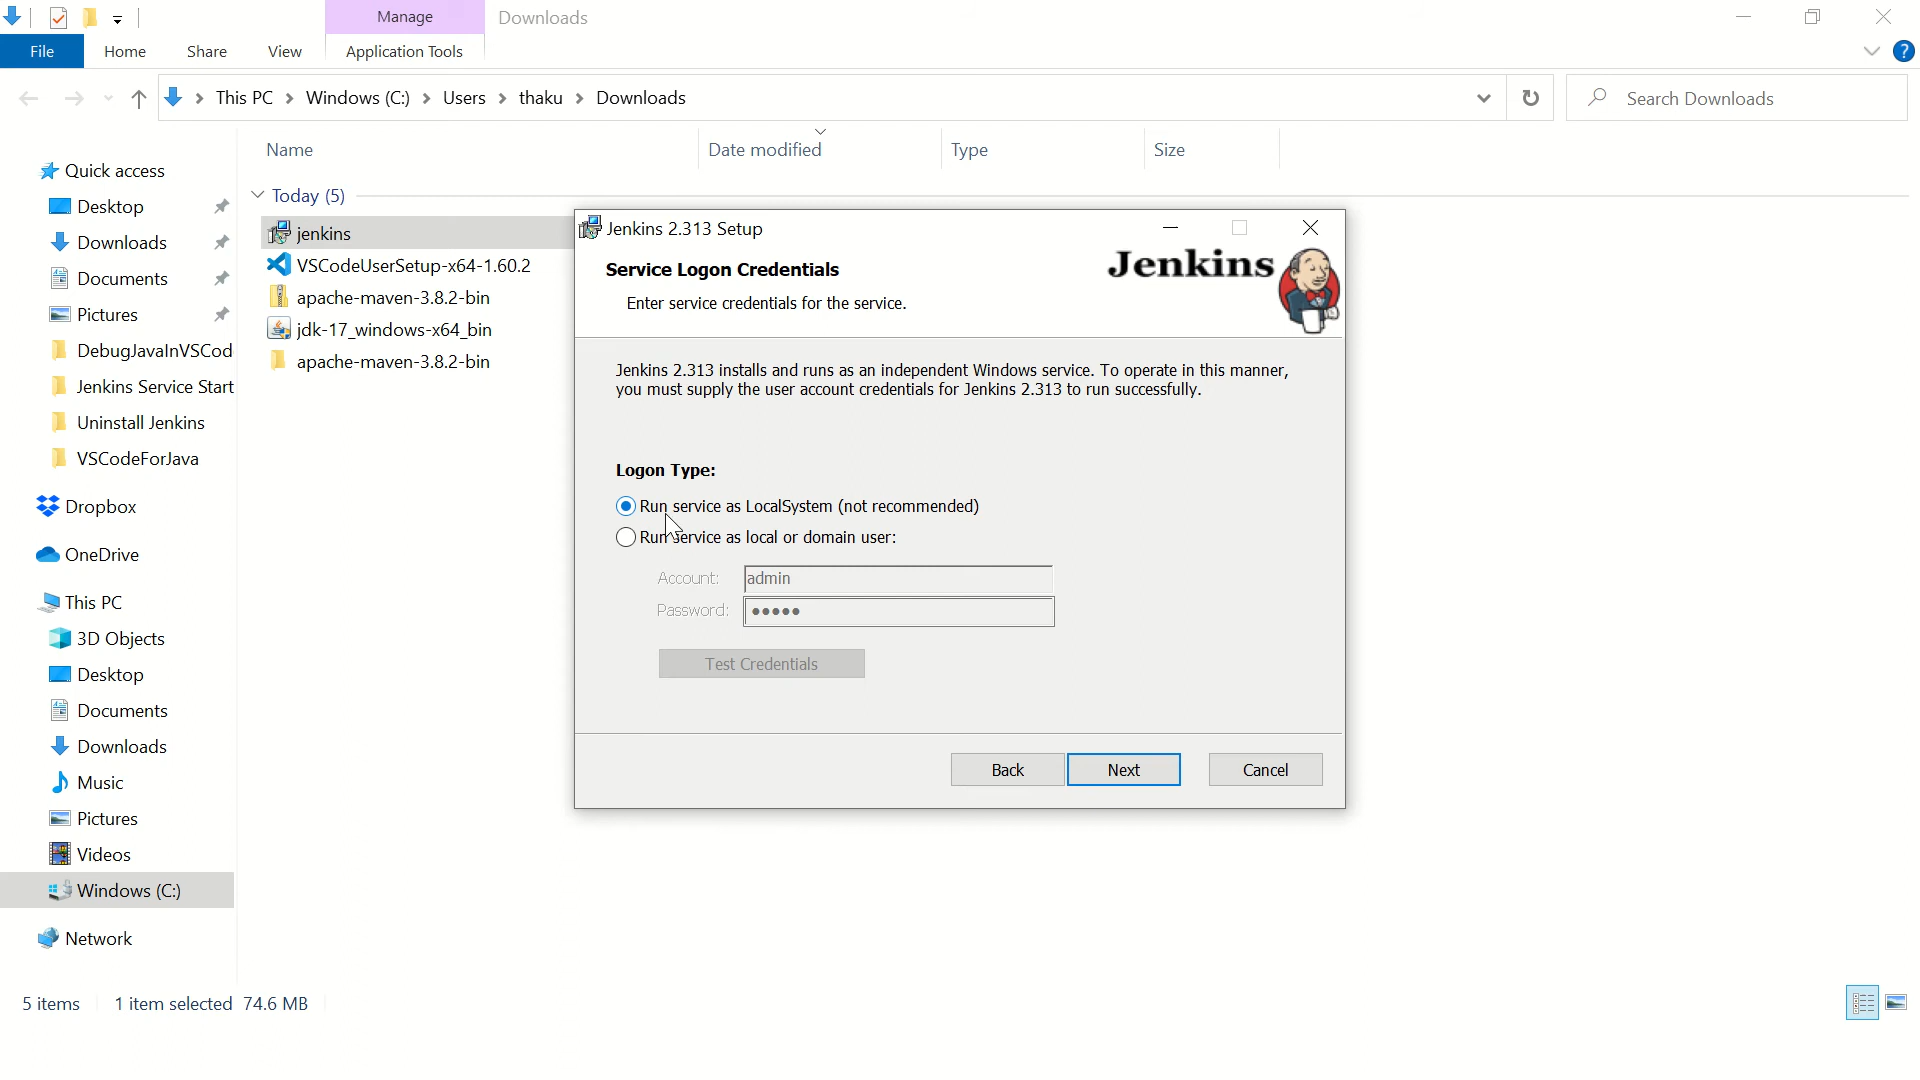 Manage
Downloads
File
Home
Share
View
Application Tools
?
This PC
Windows (C:)
Users
thaku
Downloads
Search Downloads
Name
Date modified
Type
Size
Quick access
Desktop
Downloads
Documents
Pictures
DebugJavaInVSCod
Jenkins Service Start
Uninstall Jenkins
VSCodeForJava
Dropbox
OneDrive
This PC
3D Objects
Desktop
Documents
Downloads
Music
Pictures
Videos
Windows (C:)
Network
Today (5)
jenkins
VSCodeUserSetup-x64-1.60.2
apache-maven-3.8.2-bin
jdk-17_windows-x64_bin
apache-maven-3.8.2-bin
Jenkins 2.313 Setup
Service Logon Credentials
Enter service credentials for the service.
Jenkins
Jenkins 2.313 installs and runs as an independent Windows service. To operate in this manner,
you must supply the user account credentials for Jenkins 2.313 to run successfully.
Logon Type:
Run service as LocalSystem (not recommended)
Run service as local or domain user:
Account:
admin
Password:
●●●●●
Test Credentials
Back
Next
Cancel
5 items
1 item selected 74.6 MB